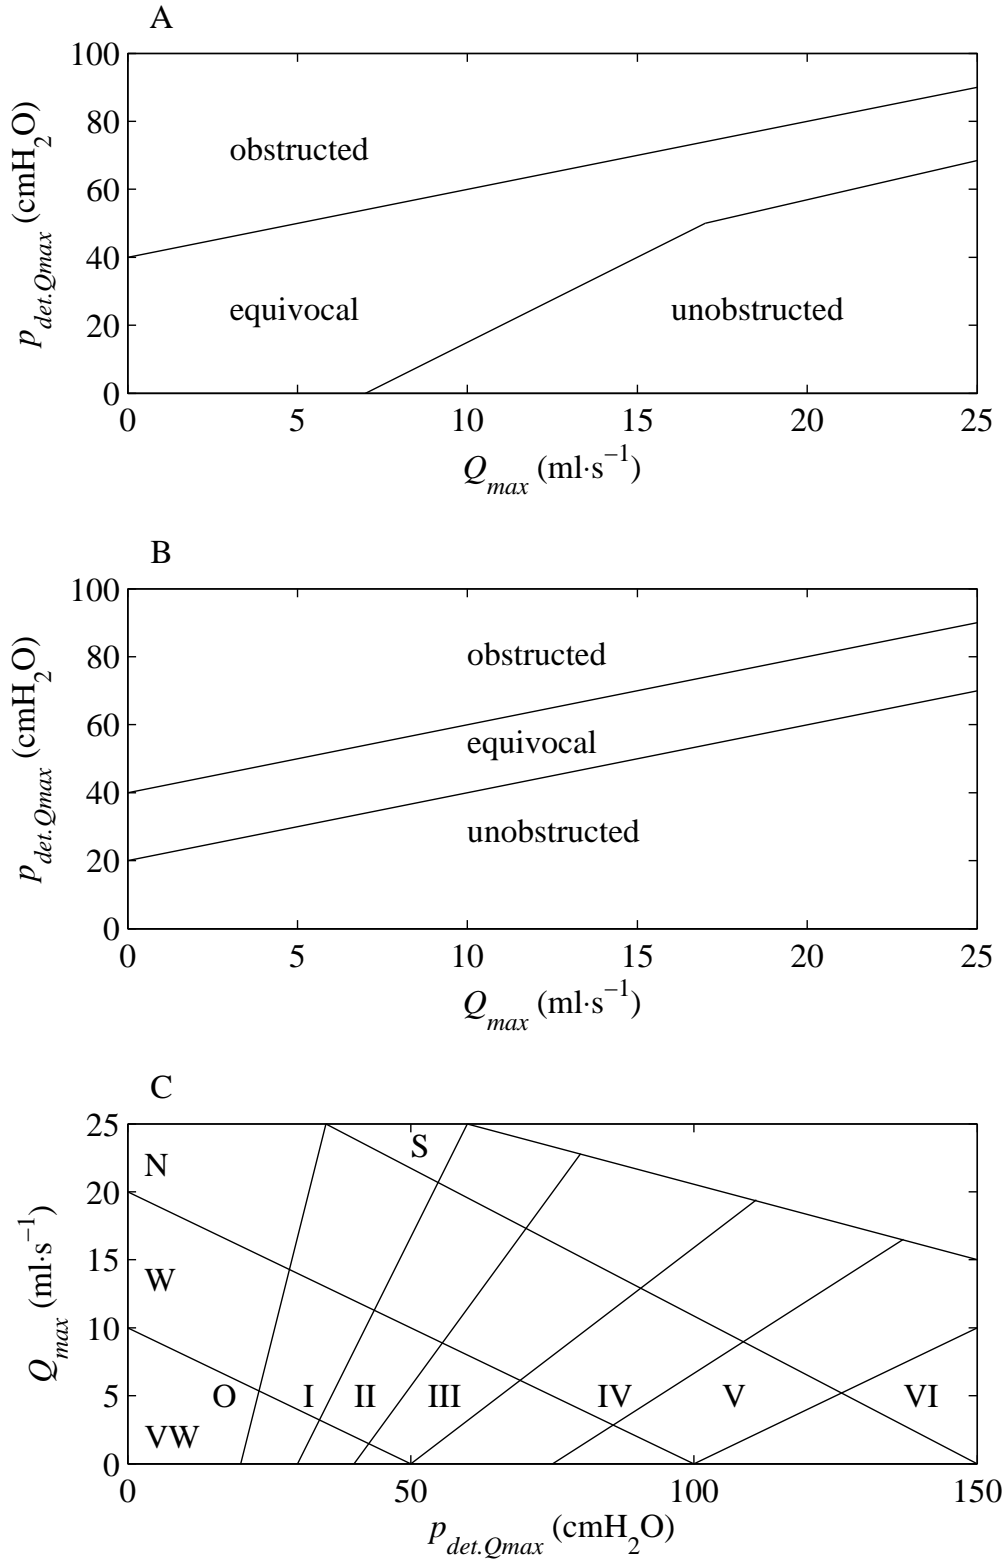 A
100
80
60
40
20
0
p_det.Qmax (cmH₂O)
obstructed
equivocal
unobstructed
0 5 10 15 20 25
Q_max (ml·s⁻¹)
B
100
80
60
40
20
0
p_det.Qmax (cmH₂O)
obstructed
equivocal
unobstructed
0 5 10 15 20 25
Q_max (ml·s⁻¹)
C
25
20
15
10
5
0
Q_max (ml·s⁻¹)
S
N
W
O I II III IV V VI
VW
0 50 100 150
p_det.Qmax (cmH₂O)